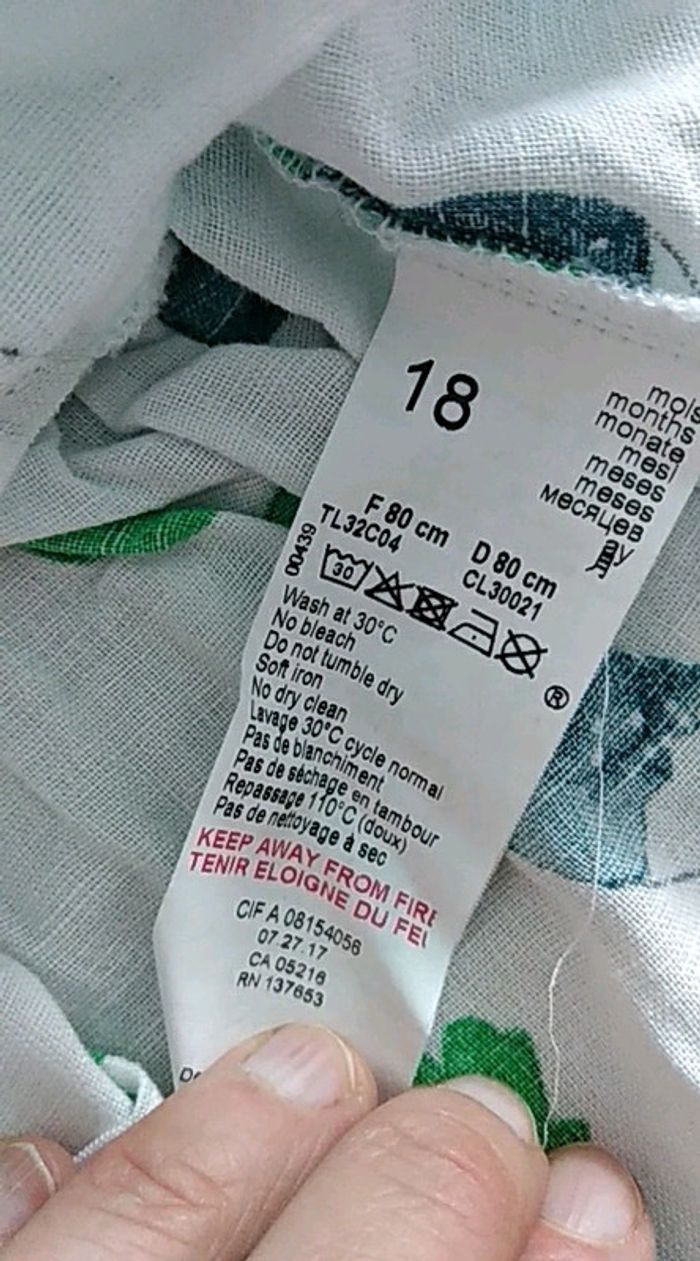 18
mois
months
monate
mesi
meses
meses
месяцев
F 80 cm D 80 cm
TL32C04 CL30021
00439
30
Wash at 30°C
No bleach
Do not tumble dry
Soft iron
No dry clean
Lavage 30°C cycle normal
Pas de blanchiment
Pas de séchage en tambour
Repassage 110°C (doux)
Pas de nettoyage à sec
KEEP AWAY FROM FIRE
TENIR ELOIGNE DU FEU
CIF A 08154056
07.27.17
CA 05216
RN 137653